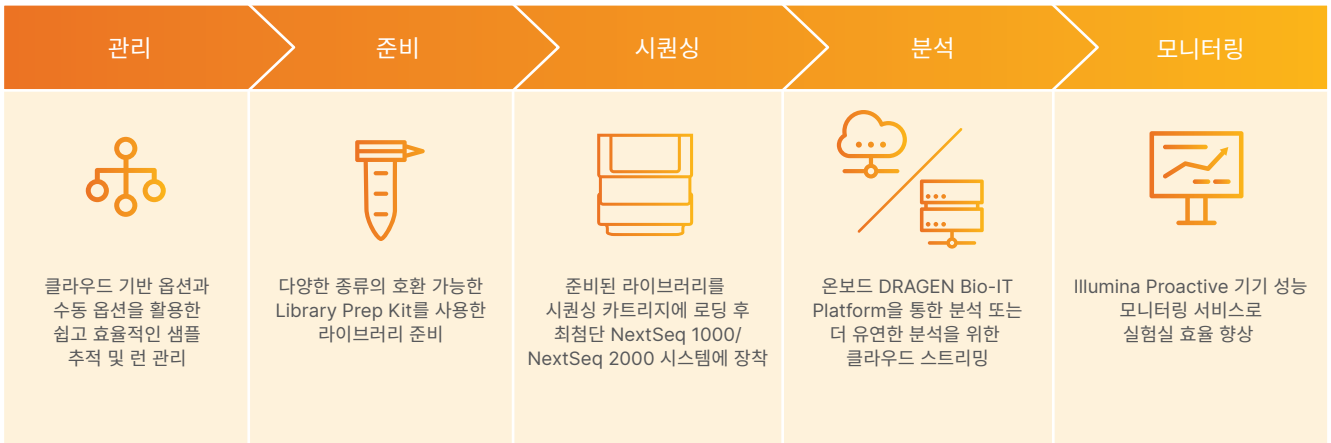 관리
준비
시퀀싱
분석
모니터링
클라우드 기반 옵션과
수동 옵션을 활용한
쉽고 효율적인 샘플
추적 및 런 관리
다양한 종류의 호환 가능한
Library Prep Kit를 사용한
라이브러리 준비
준비된 라이브러리를
시퀀싱 카트리지에 로딩 후
최첨단 NextSeq 1000/
NextSeq 2000 시스템에 장착
온보드 DRAGEN Bio-IT
Platform을 통한 분석 또는
더 유연한 분석을 위한
클라우드 스트리밍
Illumina Proactive 기기 성능
모니터링 서비스로
실험실 효율 향상